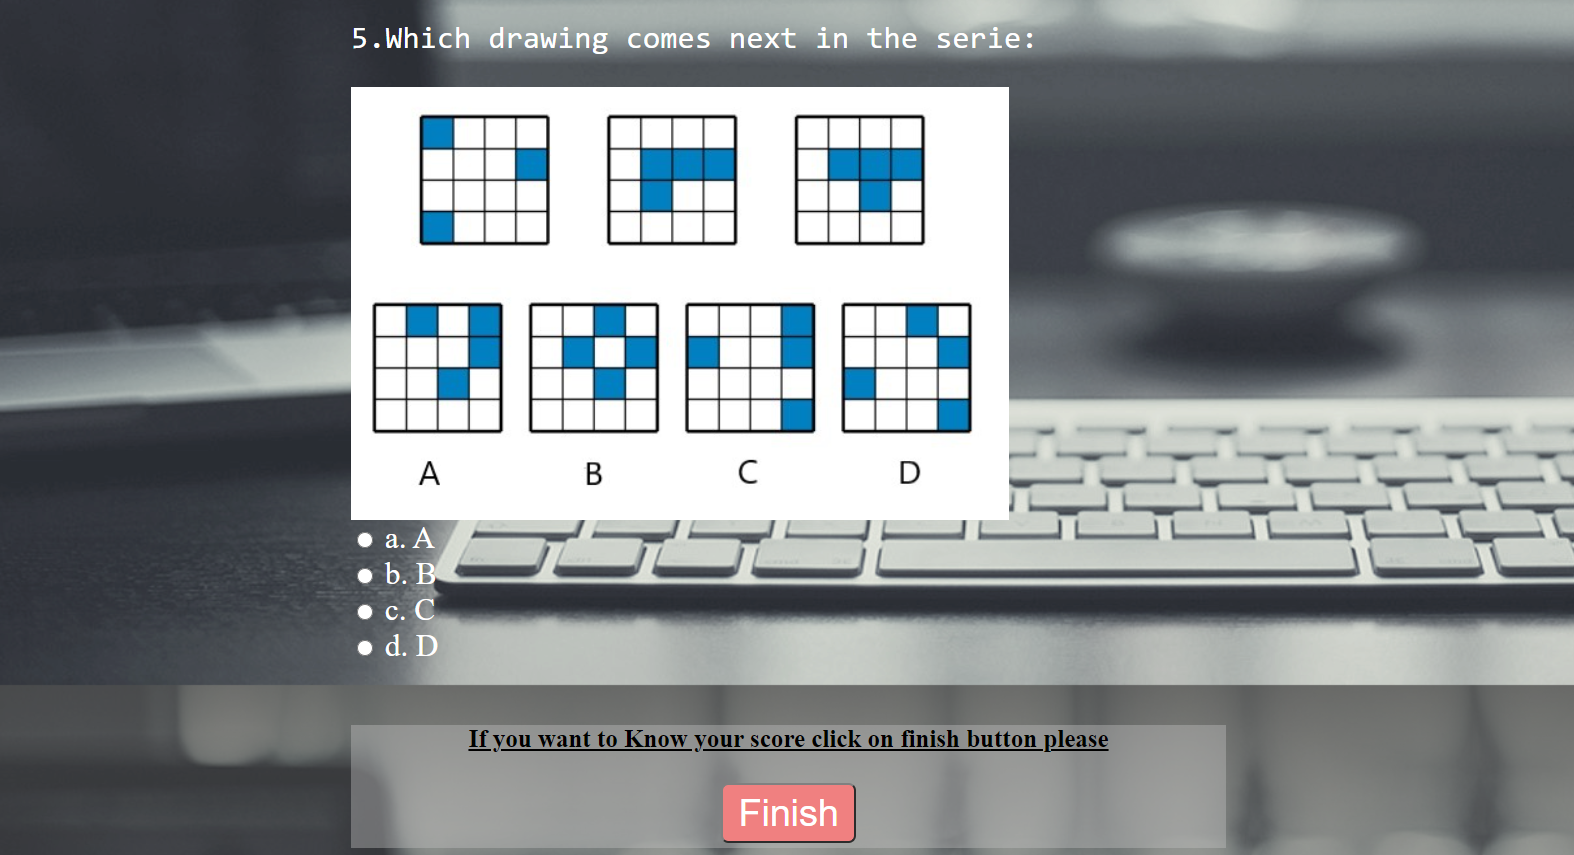 5.Which drawing comes next in the serie:
A B C D
a. A
b. B
c. C
d. D
If you want to Know your score click on finish button please
Finish